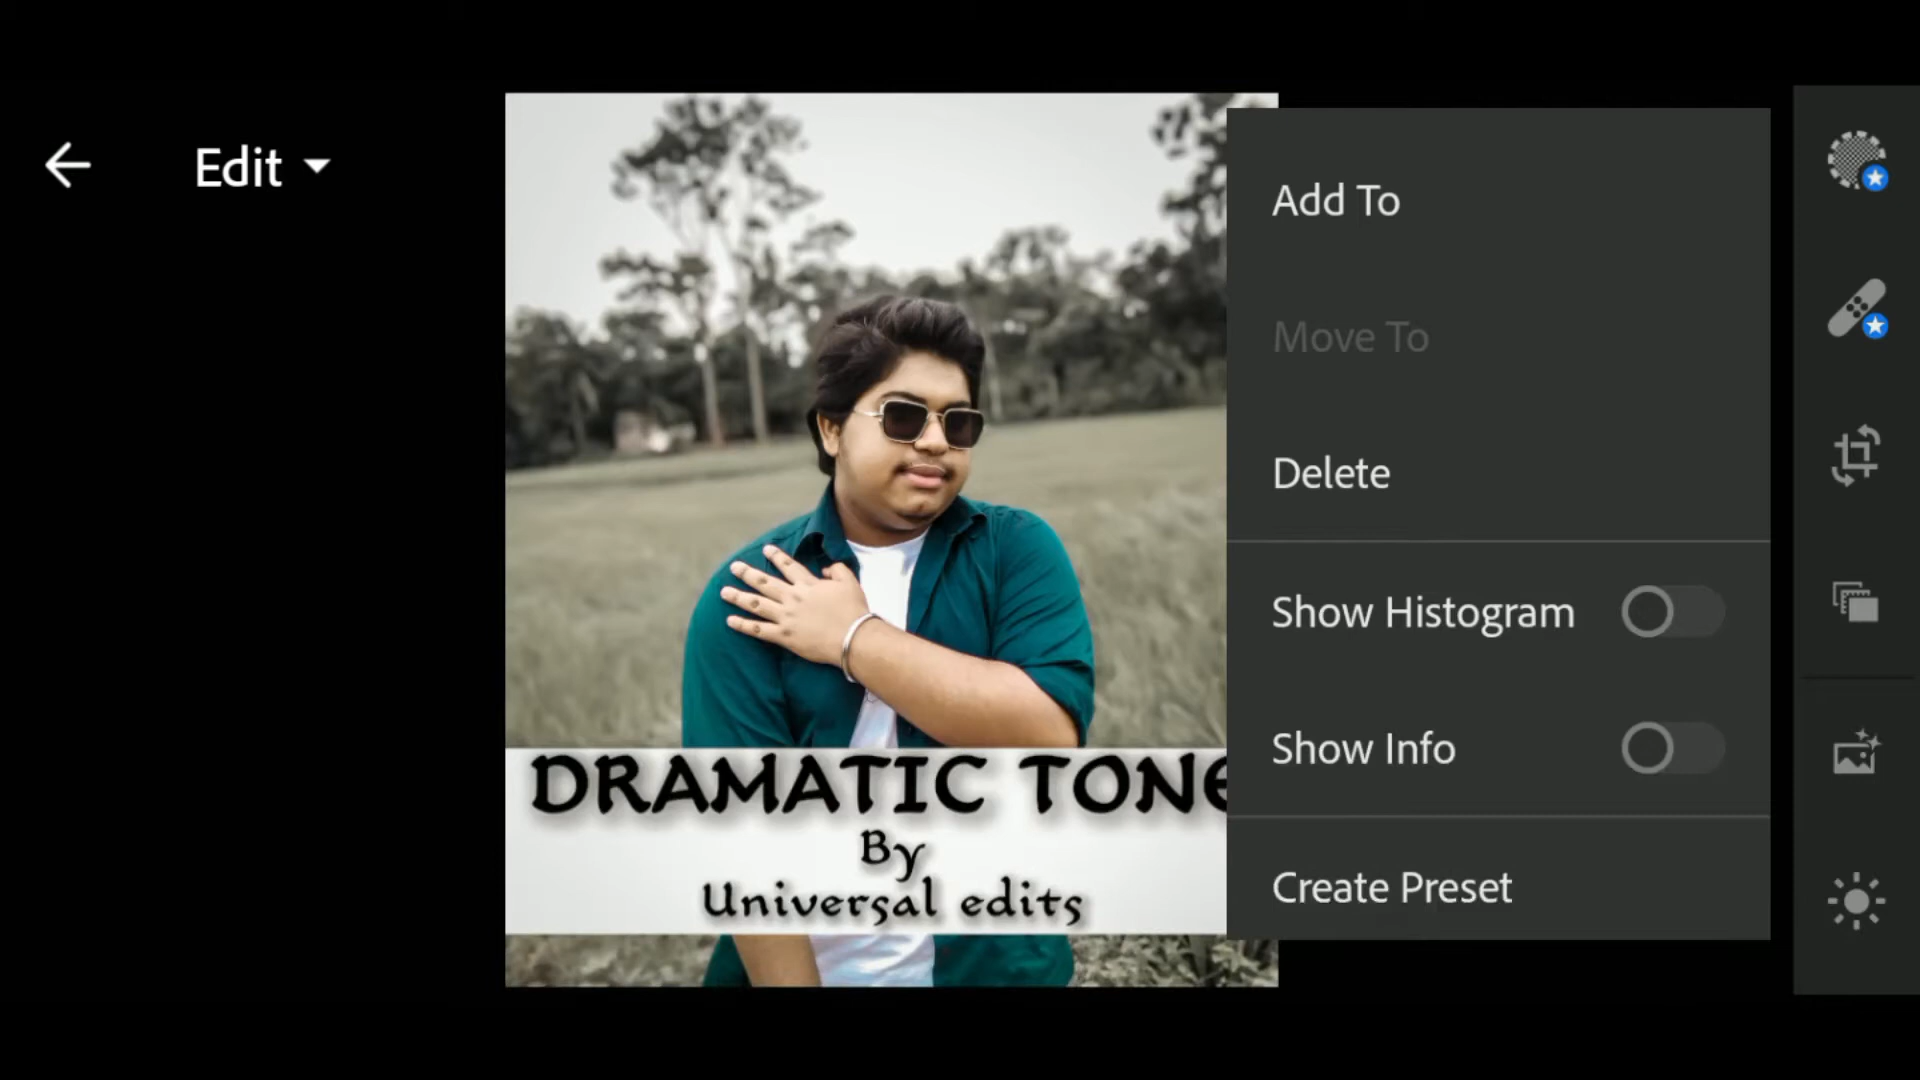 Edit
Add To
Move To
Delete
Show Histogram
Show Info
Create Preset
DRAMATIC TONE
By
Universal edits